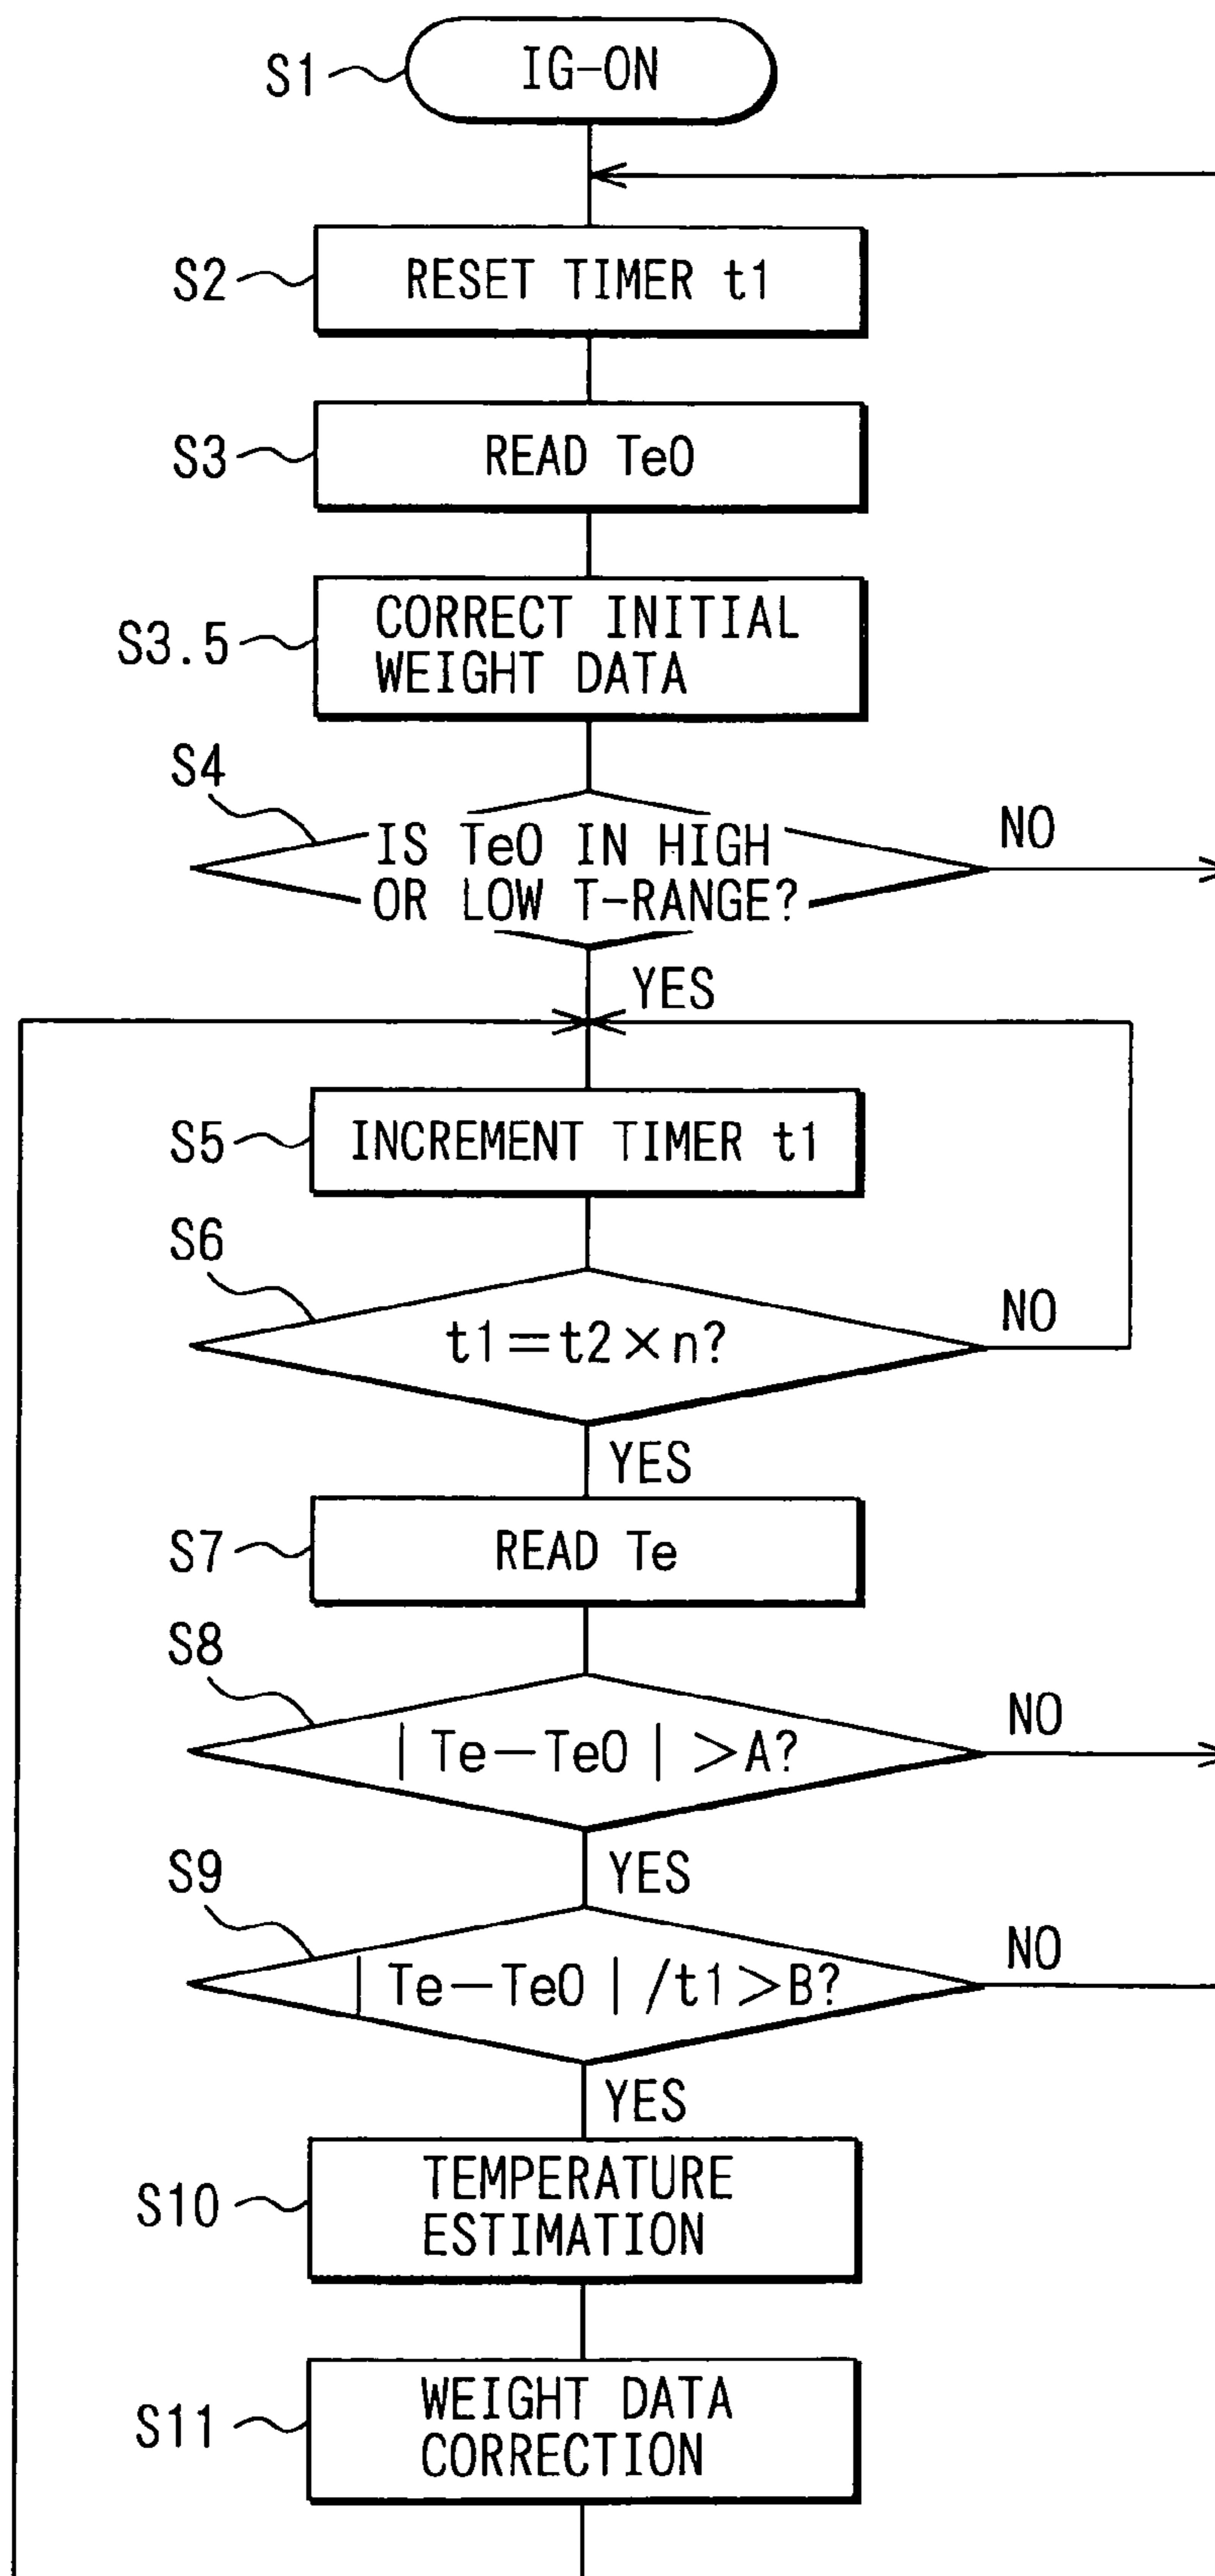 S1
IG-ON
S2
RESET TIMER t1
S3
READ Te0
S3.5
CORRECT INITIAL
WEIGHT DATA
S4
IS Te0 IN HIGH
OR LOW T-RANGE?
NO
YES
S5
INCREMENT TIMER t1
S6
t1=t2×n?
NO
YES
S7
READ Te
S8
|Te-Te0|>A?
NO
YES
S9
|Te-Te0|/t1>B?
NO
YES
S10
TEMPERATURE
ESTIMATION
S11
WEIGHT DATA
CORRECTION